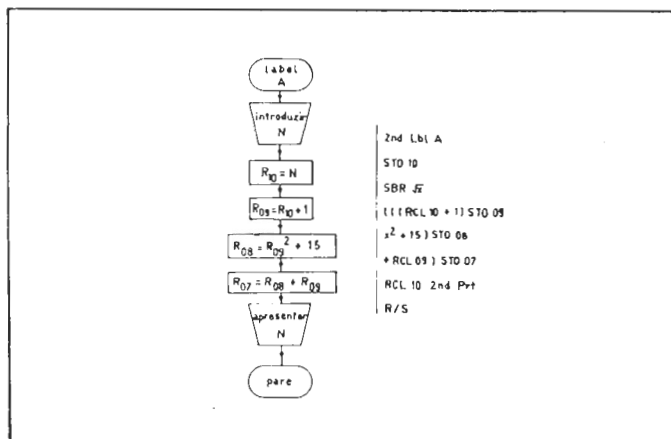 label
A
introduzir
N
R10 = N
R09 = R10 + 1
R08 = R09² + 15
R07 = R08 + R09
apresentar
N
pare
2nd Lbl A
STO 10
SBR √x
(((RCL 10 + 1) STO 09
x² + 15) STO 08
+ RCL 09) STO 07
RCL 10 2nd Prt
R/S